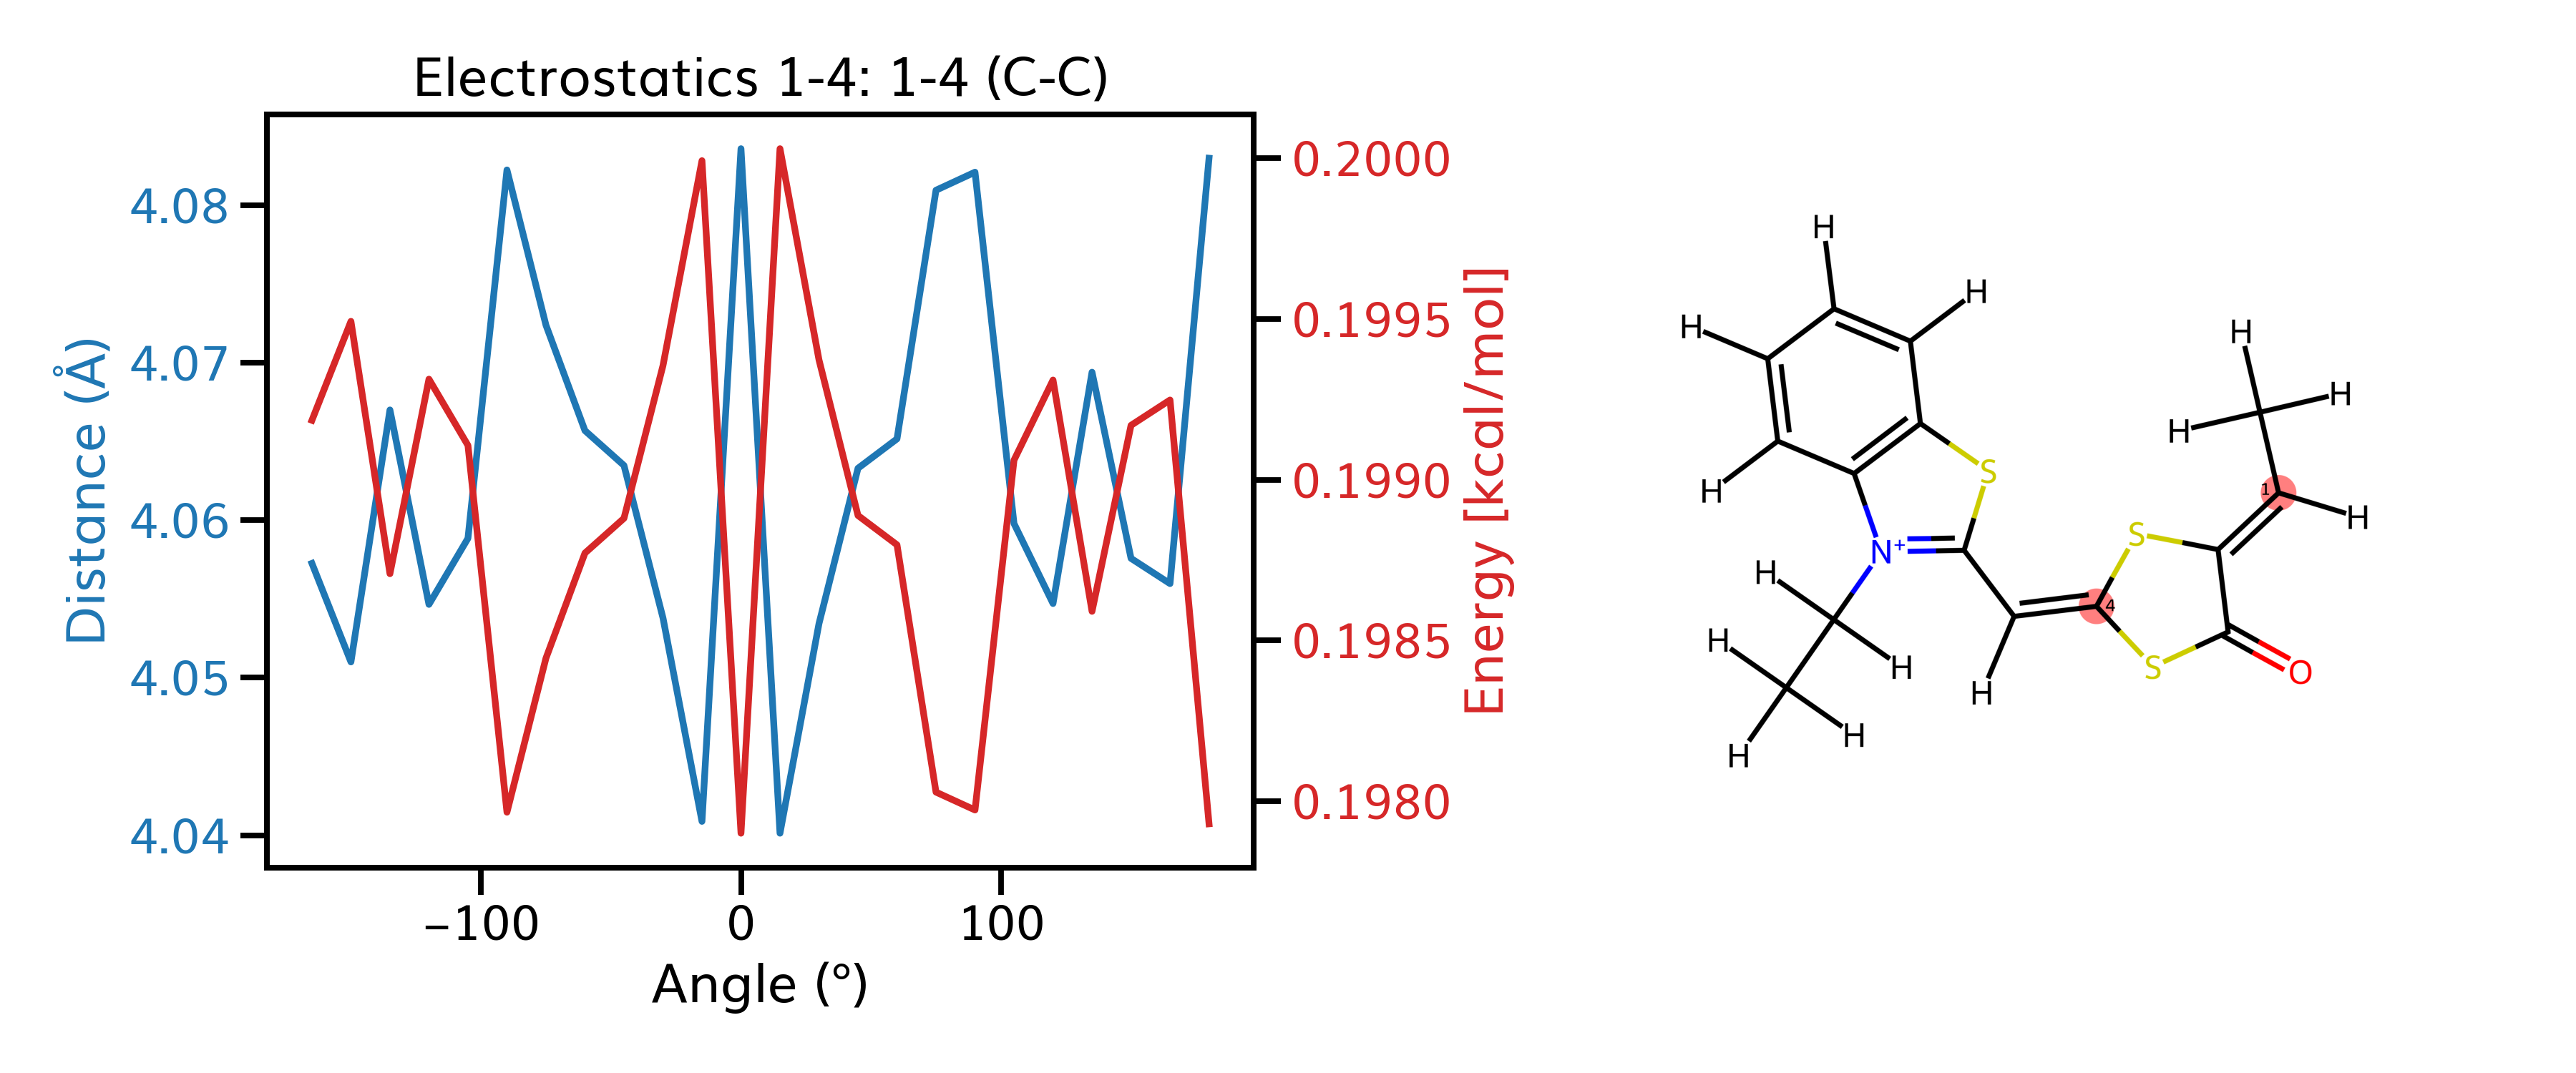 Electrostatics 1-4: 1-4 (C-C)
Distance (Å)
4.08
4.07
4.06
4.05
4.04
0.2000
0.1995
0.1990
0.1985
0.1980
Energy [kcal/mol]
−100 0 100
Angle (°)
H
H
H
H
H
H
H
S
1
H
S
N+
H
4
H
H
S
O
H
H
H